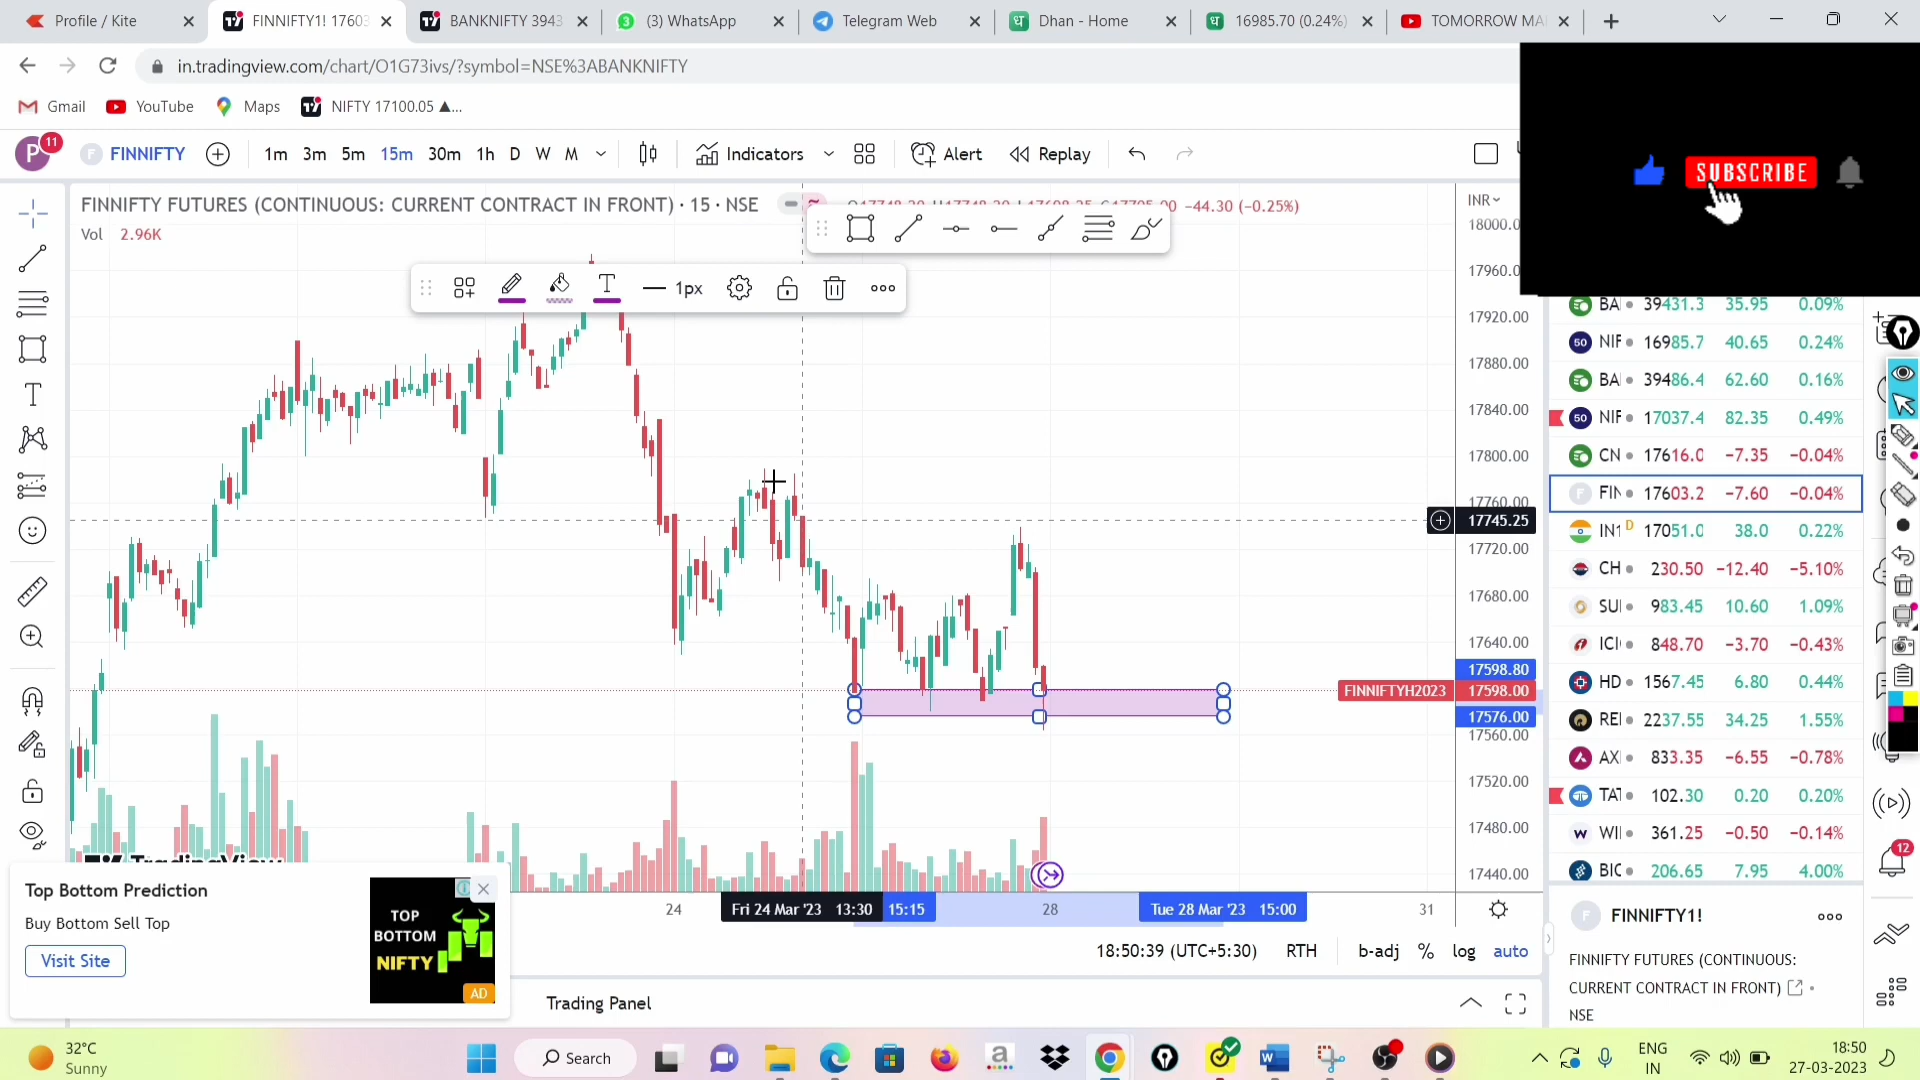 Profile / Kite
FINNIFTY1! 1760
BANKNIFTY 3943
(3) WhatsApp
Telegram Web
Dhan - Home
16985.70 (0.24%)
TOMORROW MA
in.tradingview.com/chart/O1G73ivs/?symbol=NSE%3ABANKNIFTY
Gmail
YouTube
Maps
NIFTY 17100.05 ▲...
P
11
F FINNIFTY
1m 3m 5m 15m 30m 1h D W M
Indicators
Alert
Replay
SUBSCRIBE
FINNIFTY FUTURES (CONTINUOUS: CURRENT CONTRACT IN FRONT) · 15 · NSE
−44.30 (−0.25%)
INR
Vol 2.96K
1px
18000.0
17960.0
17920.00
17880.00
17840.00
17800.00
17760.00
17745.25
17720.00
17680.00
17640.00
17598.80
FINNIFTYH2023 17598.00
17576.00
17560.00
17520.00
17480.00
17440.00
BA 39431.3 35.95 0.09%
50 NIF 16985.7 40.65 0.24%
BA 39486.4 62.60 0.16%
50 NIF 17037.4 82.35 0.49%
CN 17616.0 −7.35 −0.04%
F FIN 17603.2 −7.60 −0.04%
IN1 D 17051.0 38.0 0.22%
CH 230.50 −12.40 −5.10%
SUI 983.45 10.60 1.09%
ICI 848.70 −3.70 −0.43%
HD 1567.45 6.80 0.44%
REI 2237.55 34.25 1.55%
AXI 833.35 −6.55 −0.78%
TAT 102.30 0.20 0.20%
WII 361.25 −0.50 −0.14%
BIC 206.65 7.95 4.00%
12
TradingView
24
Fri 24 Mar '23 13:30 15:15
28
Tue 28 Mar '23 15:00
31
18:50:39 (UTC+5:30) RTH b-adj % log auto
Top Bottom Prediction
Buy Bottom Sell Top
Visit Site
TOP
BOTTOM
NIFTY
AD
Trading Panel
F FINNIFTY1!
FINNIFTY FUTURES (CONTINUOUS:
CURRENT CONTRACT IN FRONT)
NSE
32°C
Sunny
Search
ENG
IN
18:50
27-03-2023